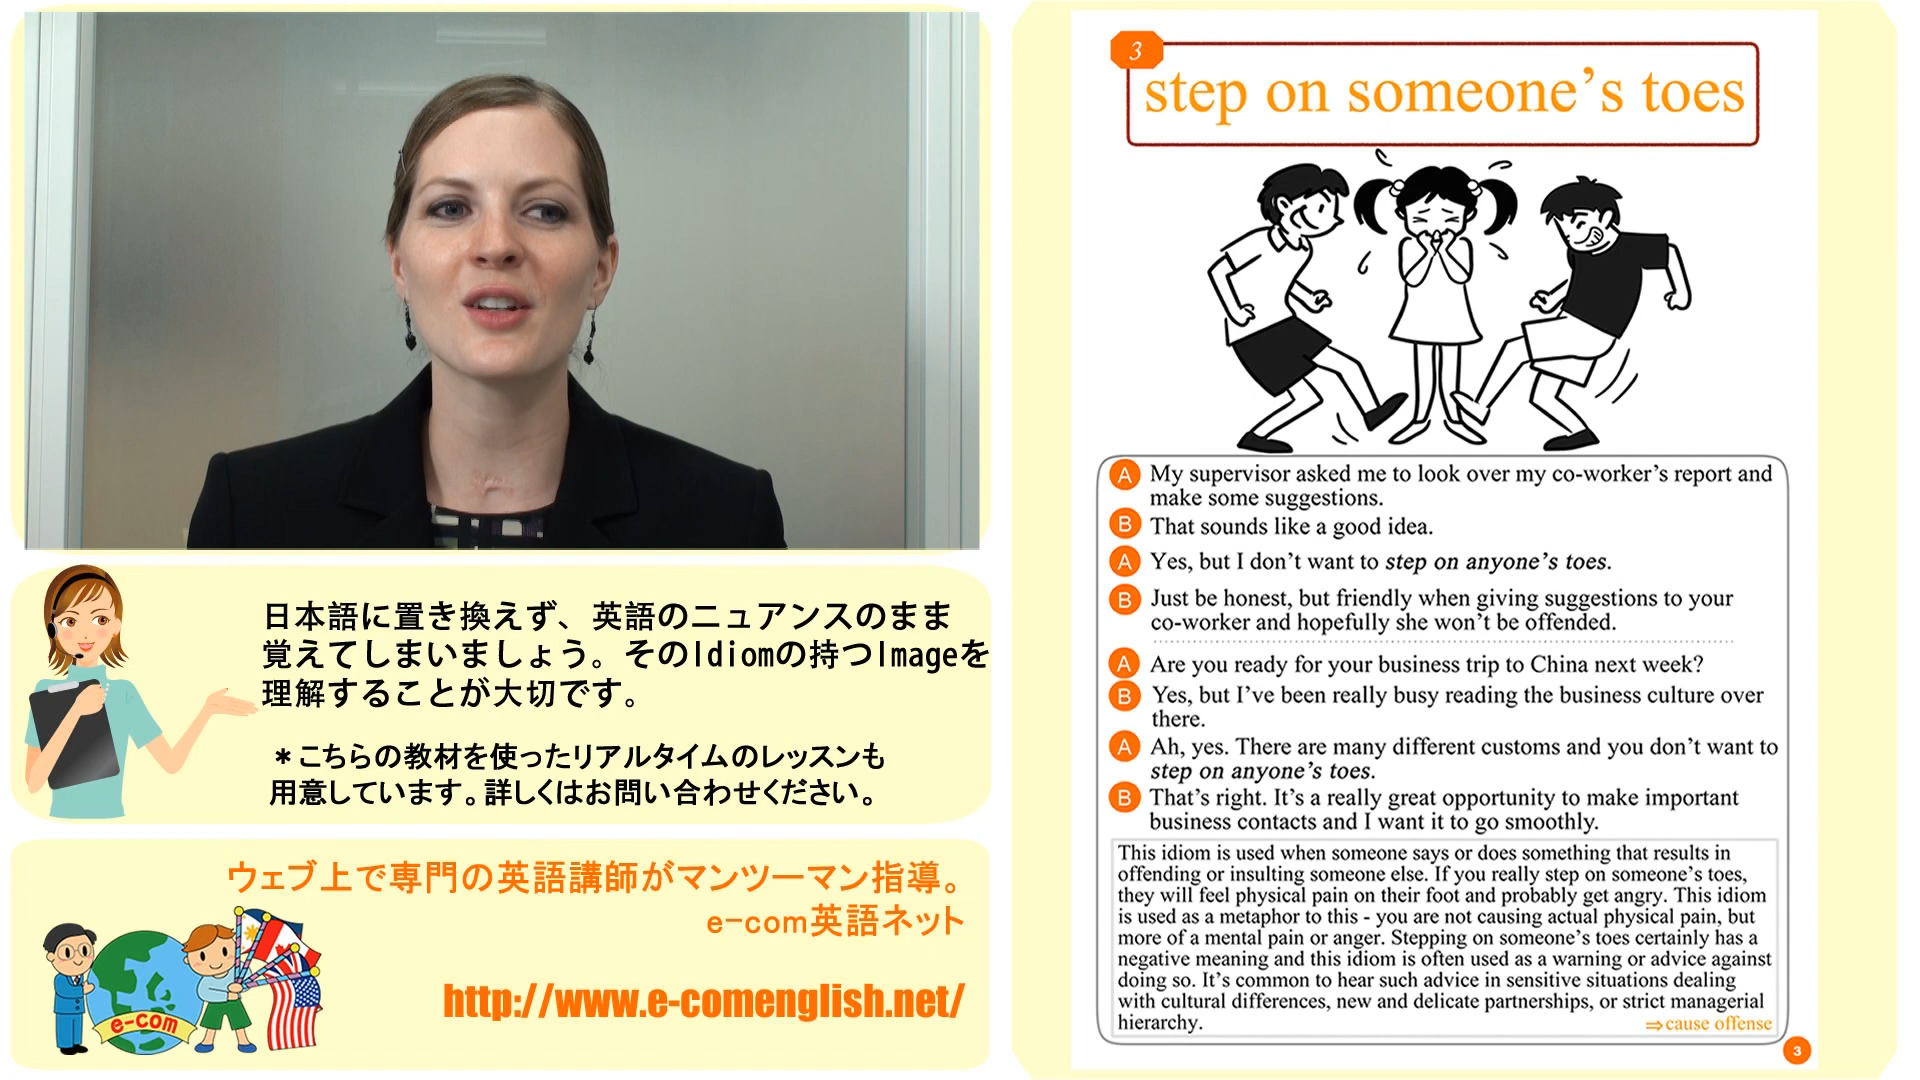 日本語に置き換えず、英語のニュアンスのまま
覚えてしまいましょう。そのIdiomの持つImageを
理解することが大切です。
＊こちらの教材を使ったリアルタイムのレッスンも
用意しています。詳しくはお問い合わせください。
ウェブ上で専門の英語講師がマンツーマン指導。
e-com英語ネット
e-com
http://www.e-comenglish.net/
3
step on someone’s toes
A My supervisor asked me to look over my co-worker’s report and
make some suggestions.
B That sounds like a good idea.
A Yes, but I don’t want to step on anyone’s toes.
B Just be honest, but friendly when giving suggestions to your
co-worker and hopefully she won’t be offended.
A Are you ready for your business trip to China next week?
B Yes, but I’ve been really busy reading the business culture over
there.
A Ah, yes. There are many different customs and you don’t want to
step on anyone’s toes.
B That’s right. It’s a really great opportunity to make important
business contacts and I want it to go smoothly.
This idiom is used when someone says or does something that results in
offending or insulting someone else. If you really step on someone’s toes,
they will feel physical pain on their foot and probably get angry. This idiom
is used as a metaphor to this - you are not causing actual physical pain, but
more of a mental pain or anger. Stepping on someone’s toes certainly has a
negative meaning and this idiom is often used as a warning or advice against
doing so. It’s common to hear such advice in sensitive situations dealing
with cultural differences, new and delicate partnerships, or strict managerial
hierarchy.
⇒cause offense
3